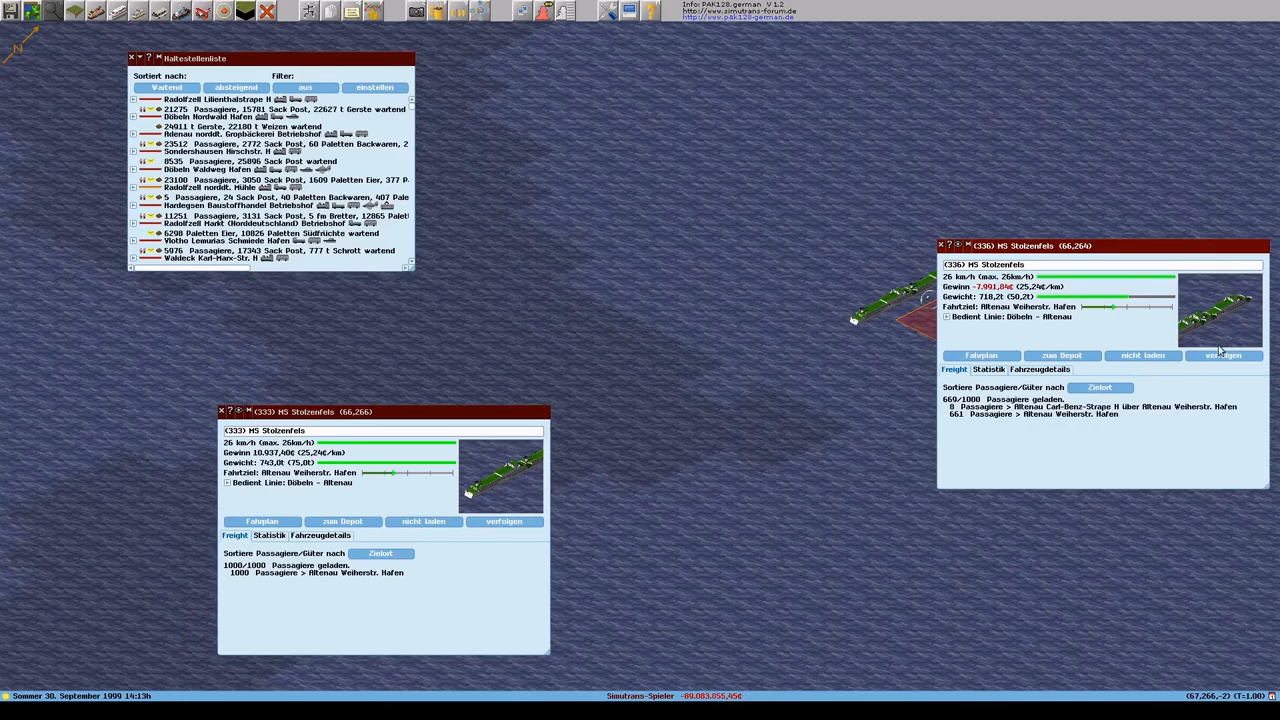 Info: PAK128.german V 1.2
http://www.simutrans-forum.de
http://www.pak128-german.de
N
Haltestellenliste
Sortiert nach: Filter:
Wartend absteigend aus einstellen
Radolfzell Lilienthalstraße H
21275 Passagiere, 15781 Sack Post, 22627 t Gerste wartend
Döbeln Nordwald Hafen
24911 t Gerste, 22180 t Weizen wartend
Adenau norddt. Großbäckerei Betriebshof
23512 Passagiere, 2772 Sack Post, 60 Paletten Backwaren, 2
Sondershausen Hirschstr. H
8535 Passagiere, 25896 Sack Post wartend
Döbeln Waldweg Hafen
23100 Passagiere, 3050 Sack Post, 1609 Paletten Eier, 377 P
Radolfzell norddt. Mühle
5 Passagiere, 24 Sack Post, 40 Paletten Backwaren, 407 Pale
Hardegsen Baustoffhandel Betriebshof
11251 Passagiere, 3131 Sack Post, 5 fm Bretter, 12865 Palet
Radolfzell Markt (Norddeutschland) Betriebshof
6298 Paletten Eier, 10826 Paletten Südfrüchte wartend
Vlotho Lemurias Schmiede Hafen
5976 Passagiere, 17343 Sack Post, 777 t Schrott wartend
Waldeck Karl-Marx-Str. H
(336) MS Stolzenfels (66,264)
(336) MS Stolzenfels
26 km/h (max. 26km/h)
Gewinn -7.991,84¢ (25,24¢/km)
Gewicht: 718,2t (50,2t)
Fahrtziel: Altenau Weiherstr. Hafen
Bedient Linie: Döbeln - Altenau
Fahrplan zum Depot nicht laden verfolgen
Freight Statistik Fahrzeugdetails
Sortiere Passagiere/Güter nach Zielort
669/1000 Passagiere geladen.
8 Passagiere > Altenau Carl-Benz-Straße H über Altenau Weiherstr. Hafen
661 Passagiere > Altenau Weiherstr. Hafen
(333) MS Stolzenfels (66,266)
(333) MS Stolzenfels
26 km/h (max. 26km/h)
Gewinn 10.937,40¢ (25,24¢/km)
Gewicht: 743,0t (75,0t)
Fahrtziel: Altenau Weiherstr. Hafen
Bedient Linie: Döbeln - Altenau
Fahrplan zum Depot nicht laden verfolgen
Freight Statistik Fahrzeugdetails
Sortiere Passagiere/Güter nach Zielort
1000/1000 Passagiere geladen.
1000 Passagiere > Altenau Weiherstr. Hafen
Sommer 30. September 1999 14:13h Simutrans-Spieler -89.083.855,45¢ (67,266,-2) (T=1.00)